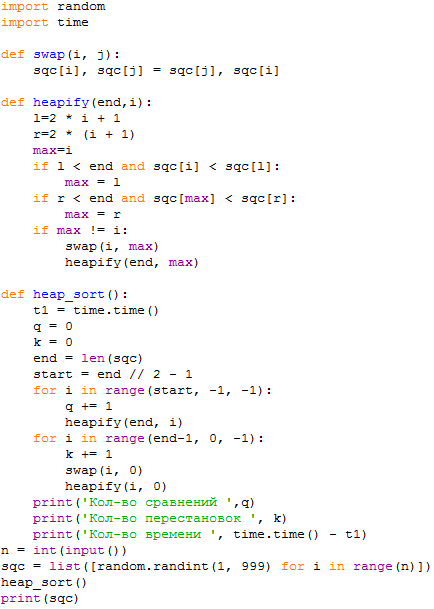 import random
import time
def swap(i, j):
    sqc[i], sqc[j] = sqc[j], sqc[i]
def heapify(end,i):
    l=2 * i + 1
    r=2 * (i + 1)
    max=i
    if l < end and sqc[i] < sqc[l]:
        max = l
    if r < end and sqc[max] < sqc[r]:
        max = r
    if max != i:
        swap(i, max)
        heapify(end, max)
def heap_sort():
    t1 = time.time()
    q = 0
    k = 0
    end = len(sqc)
    start = end // 2 - 1
    for i in range(start, -1, -1):
        q += 1
        heapify(end, i)
    for i in range(end-1, 0, -1):
        k += 1
        swap(i, 0)
        heapify(i, 0)
    print('Кол-во сравнений ',q)
    print('Кол-во перестановок ', k)
    print('Кол-во времени ', time.time() - t1)
n = int(input())
sqc = list([random.randint(1, 999) for i in range(n)])
heap_sort()
print(sqc)